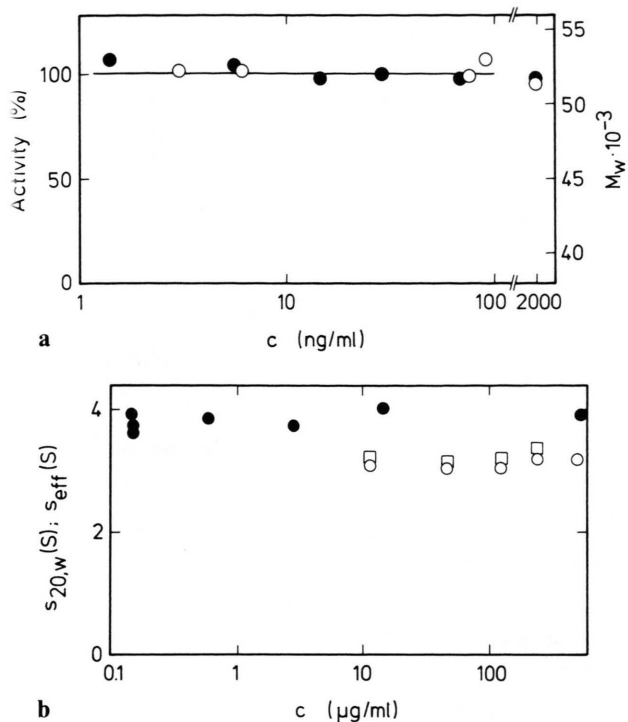 Activity (%)
100
50
0
1
10
100
2000
c (ng/ml)
55
50
45
40
M_w · 10^-3
a
s_20,w(S); s_eff(S)
4
2
0
0.1
1
10
100
c (μg/ml)
b